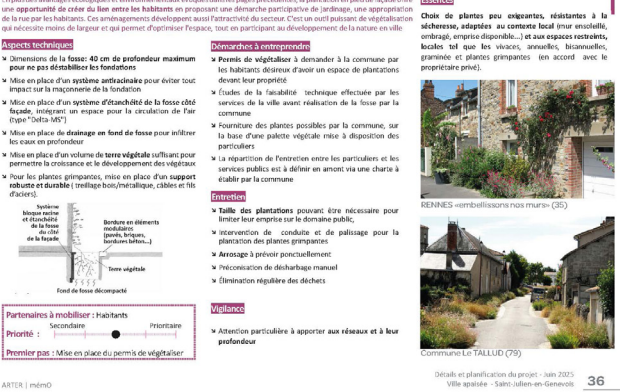 une opportunité de créer du lien entre les habitants en proposant une démarche participative de jardinage, une appropriation
de la rue par les habitants. Ces aménagements développent aussi l'attractivité du secteur. C'est un outil puissant de végétalisation
qui nécessite moins de largeur et qui permet d'optimiser l'espace, tout en participant au développement de la nature en ville
Aspects techniques
Dimensions de la fosse: 40 cm de profondeur maximum
pour ne pas déstabiliser les fondations
Mise en place d'un système antiracinaire pour éviter tout
impact sur la maçonnerie de la fondation
Mise en place d'un système d'étanchéité de la fosse côté
façade, intégrant un espace pour la circulation de l'air
(type "Delta-MS")
Mise en place de drainage en fond de fosse pour infiltrer
les eaux en profondeur
Mise en place d'un volume de terre végétale suffisant pour
permettre la croissance et le développement des végétaux
Pour les plantes grimpantes, mise en place d'un support
robuste et durable ( treillage bois/métallique, câbles et fils
d'aciers).
Système
bloque racine
et étanchéité
de la fosse
du côté
de la façade
Bordure en éléments
modulaires
(pavés, briques,
bordures béton...)
Terre végétale
Fond de fosse décompacté
Partenaires à mobiliser : Habitants
Secondaire Prioritaire
Priorité :
Premier pas : Mise en place du permis de végétaliser
ARTER | mémO
Démarches à entreprendre
Permis de végétaliser à demander à la commune par
les habitants désireux d'avoir un espace de plantations
devant leur propriété
Études de la faisabilité technique effectuée par les
services de la ville avant réalisation de la fosse par la
commune
Fourniture des plantes possibles par la commune, sur
la base d'une palette végétale mise à disposition des
particuliers
La répartition de l'entretien entre les particuliers et les
services publics est à définir en amont via une charte à
établir par la commune
Entretien
Taille des plantations pouvant être nécessaire pour
limiter leur emprise sur le domaine public,
Intervention de conduite et de palissage pour la
plantation des plantes grimpantes
Arrosage à prévoir ponctuellement
Préconisation de désherbage manuel
Élimination régulière des déchets
Vigilance
Attention particulière à apporter aux réseaux et à leur
profondeur
Essences
Choix de plantes peu exigeantes, résistantes à la
sécheresse, adaptées au contexte local (mur ensoleillé,
ombragé, emprise disponible...) et aux espaces restreints,
locales tel que les vivaces, annuelles, bisannuelles,
graminée et plantes grimpantes (en accord avec le
propriétaire privé).
RENNES «embellissons nos murs» (35)
Commune Le TALLUD (79)
Détails et planification du projet - Juin 2025
Ville apaisée - Saint-Julien-en-Genevois
36